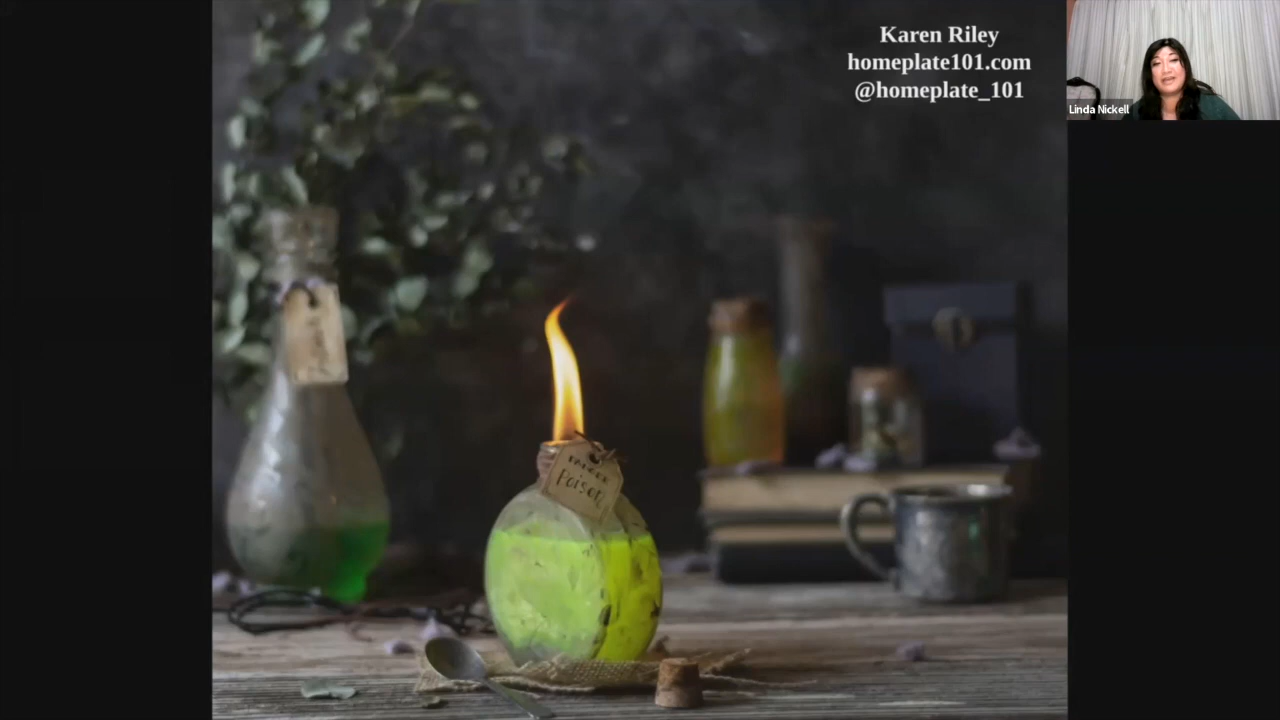 Karen Riley
homeplate101.com
@homeplate_101
Linda Nickell
Poison